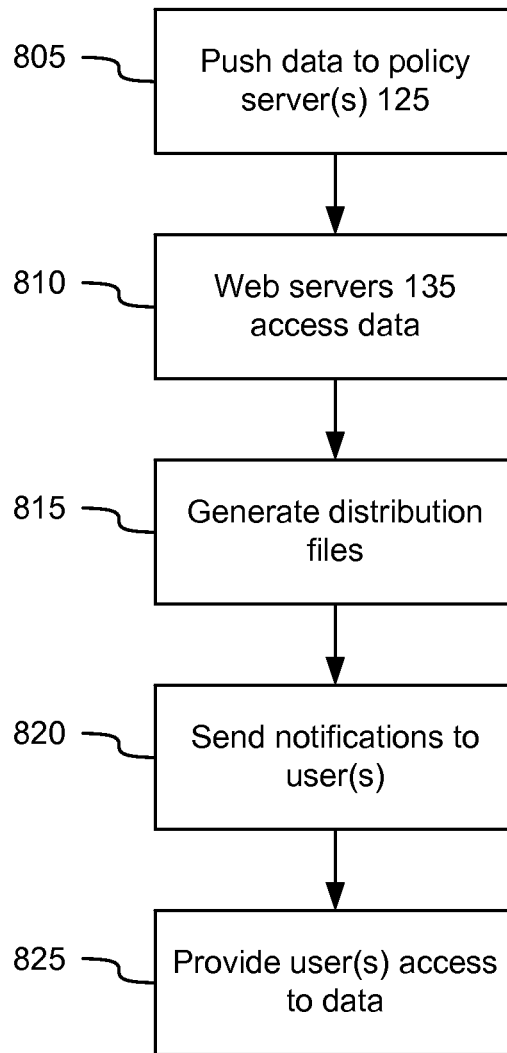 805
Push data to policy
server(s) 125
810
Web servers 135
access data
815
Generate distribution
files
820
Send notifications to
user(s)
825
Provide user(s) access
to data